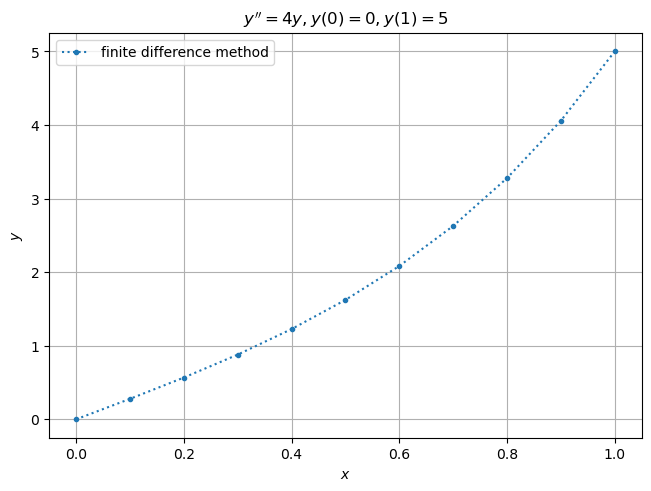 y″ = 4y, y(0) = 0, y(1) = 5
finite difference method
5
4
3
2
1
0
y
0.0 0.2 0.4 0.6 0.8 1.0
x